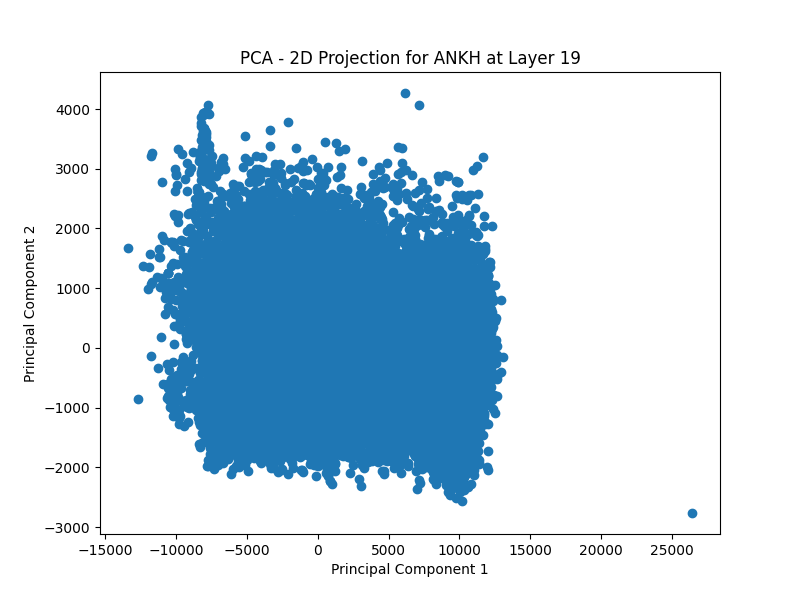 PCA - 2D Projection for ANKH at Layer 19
4000
3000
2000
1000
0
−1000
−2000
−3000
Principal Component 2
−15000 −10000 −5000 0 5000 10000 15000 20000 25000
Principal Component 1